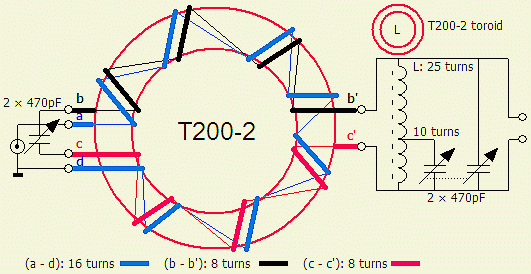 L
T200-2 toroid
L: 25 turns
2 × 470pF
b
a
c
d
T200-2
b'
c'
10 turns
2 × 470pF
(a - d): 16 turns
(b - b'): 8 turns
(c - c'): 8 turns